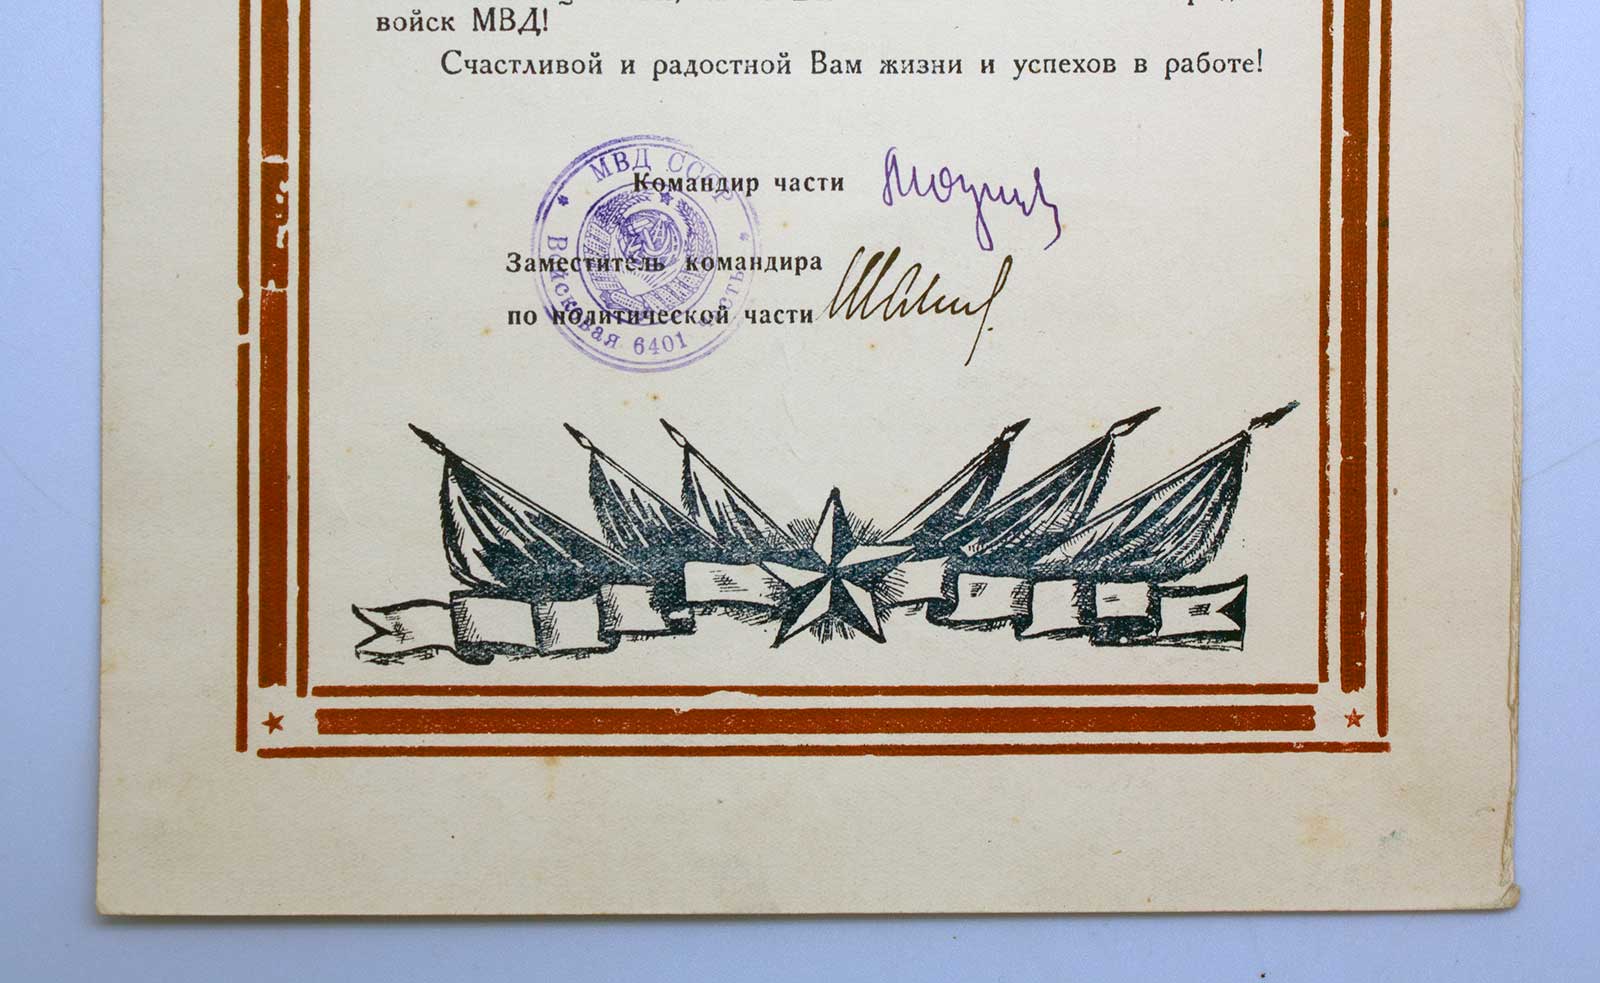 войск МВД!
Счастливой и радостной Вам жизни и успехов в работе!
МВД СССР
Командир части
Заместитель командира
по политической части
Войсковая часть
6401